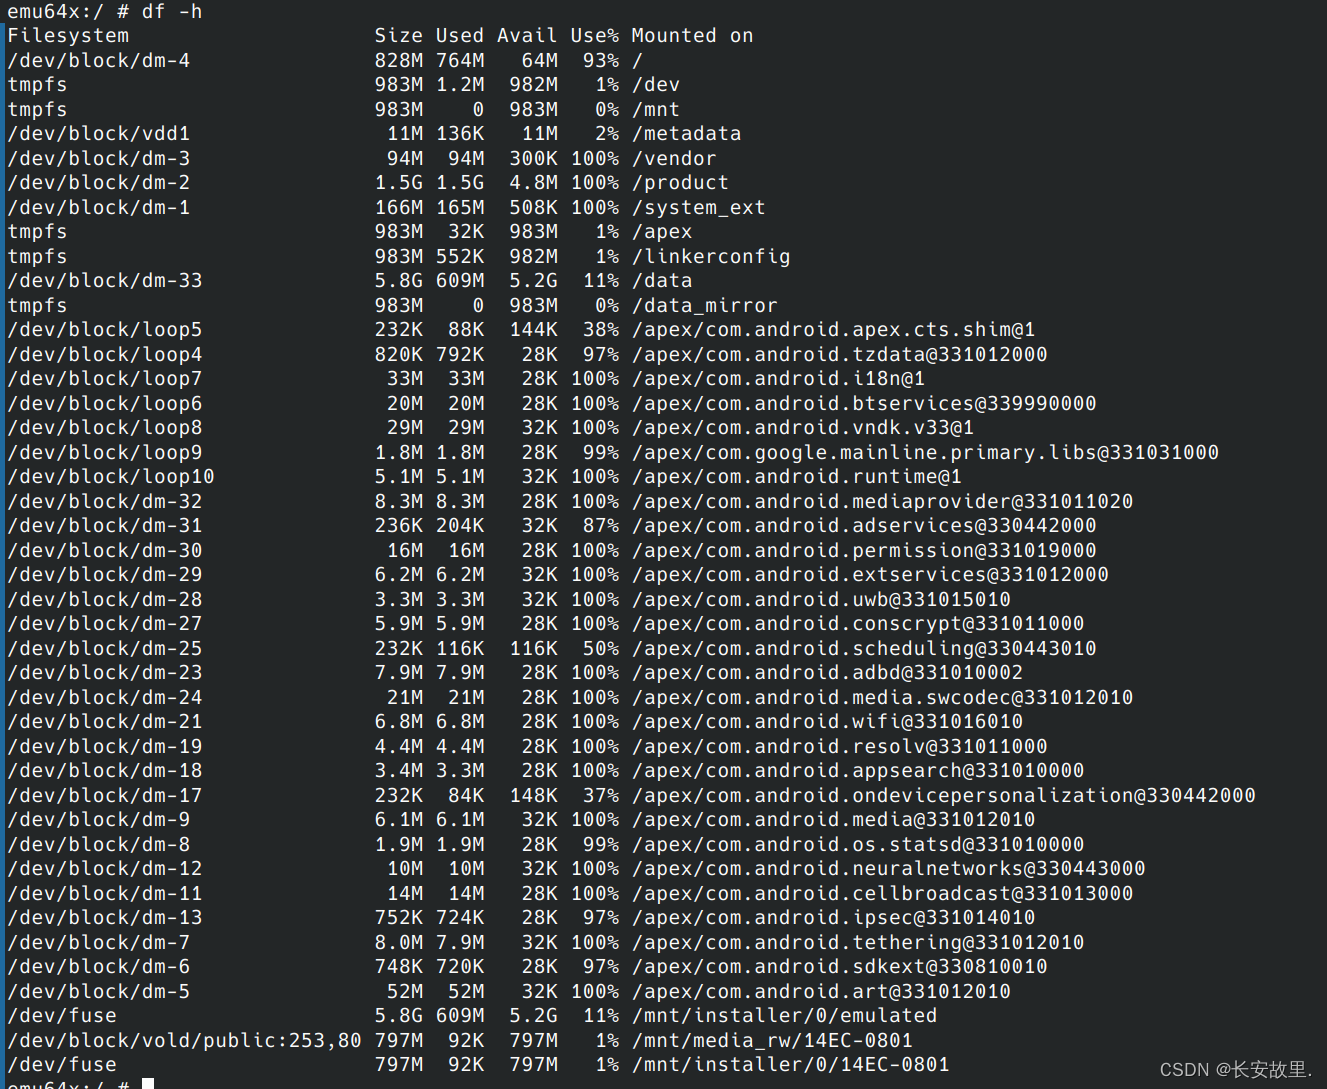 emu64x:/ # df -h
Filesystem                    Size Used Avail Use% Mounted on
/dev/block/dm-4               828M 764M   64M  93% /
tmpfs                         983M 1.2M  982M   1% /dev
tmpfs                         983M    0  983M   0% /mnt
/dev/block/vdd1                11M 136K   11M   2% /metadata
/dev/block/dm-3                94M  94M  300K 100% /vendor
/dev/block/dm-2               1.5G 1.5G  4.8M 100% /product
/dev/block/dm-1               166M 165M  508K 100% /system_ext
tmpfs                         983M  32K  983M   1% /apex
tmpfs                         983M 552K  982M   1% /linkerconfig
/dev/block/dm-33              5.8G 609M  5.2G  11% /data
tmpfs                         983M    0  983M   0% /data_mirror
/dev/block/loop5              232K  88K  144K  38% /apex/com.android.apex.cts.shim@1
/dev/block/loop4              820K 792K   28K  97% /apex/com.android.tzdata@331012000
/dev/block/loop7               33M  33M   28K 100% /apex/com.android.i18n@1
/dev/block/loop6               20M  20M   28K 100% /apex/com.android.btservices@339990000
/dev/block/loop8               29M  29M   32K 100% /apex/com.android.vndk.v33@1
/dev/block/loop9              1.8M 1.8M   28K  99% /apex/com.google.mainline.primary.libs@331031000
/dev/block/loop10             5.1M 5.1M   32K 100% /apex/com.android.runtime@1
/dev/block/dm-32              8.3M 8.3M   28K 100% /apex/com.android.mediaprovider@331011020
/dev/block/dm-31              236K 204K   32K  87% /apex/com.android.adservices@330442000
/dev/block/dm-30               16M  16M   28K 100% /apex/com.android.permission@331019000
/dev/block/dm-29              6.2M 6.2M   32K 100% /apex/com.android.extservices@331012000
/dev/block/dm-28              3.3M 3.3M   32K 100% /apex/com.android.uwb@331015010
/dev/block/dm-27              5.9M 5.9M   28K 100% /apex/com.android.conscrypt@331011000
/dev/block/dm-25              232K 116K  116K  50% /apex/com.android.scheduling@330443010
/dev/block/dm-23              7.9M 7.9M   28K 100% /apex/com.android.adbd@331010002
/dev/block/dm-24               21M  21M   28K 100% /apex/com.android.media.swcodec@331012010
/dev/block/dm-21              6.8M 6.8M   28K 100% /apex/com.android.wifi@331016010
/dev/block/dm-19              4.4M 4.4M   28K 100% /apex/com.android.resolv@331011000
/dev/block/dm-18              3.4M 3.3M   28K 100% /apex/com.android.appsearch@331010000
/dev/block/dm-17              232K  84K  148K  37% /apex/com.android.ondevicepersonalization@330442000
/dev/block/dm-9               6.1M 6.1M   32K 100% /apex/com.android.media@331012010
/dev/block/dm-8               1.9M 1.9M   28K  99% /apex/com.android.os.statsd@331010000
/dev/block/dm-12               10M  10M   32K 100% /apex/com.android.neuralnetworks@330443000
/dev/block/dm-11               14M  14M   28K 100% /apex/com.android.cellbroadcast@331013000
/dev/block/dm-13              752K 724K   28K  97% /apex/com.android.ipsec@331014010
/dev/block/dm-7               8.0M 7.9M   32K 100% /apex/com.android.tethering@331012010
/dev/block/dm-6               748K 720K   28K  97% /apex/com.android.sdkext@330810010
/dev/block/dm-5                52M  52M   32K 100% /apex/com.android.art@331012010
/dev/fuse                     5.8G 609M  5.2G  11% /mnt/installer/0/emulated
/dev/block/vold/public:253,80 797M  92K  797M   1% /mnt/media_rw/14EC-0801
/dev/fuse                     797M  92K  797M   1% /mnt/installer/0/14EC-0801
emu64x:/ #
CSDN @长安故里.